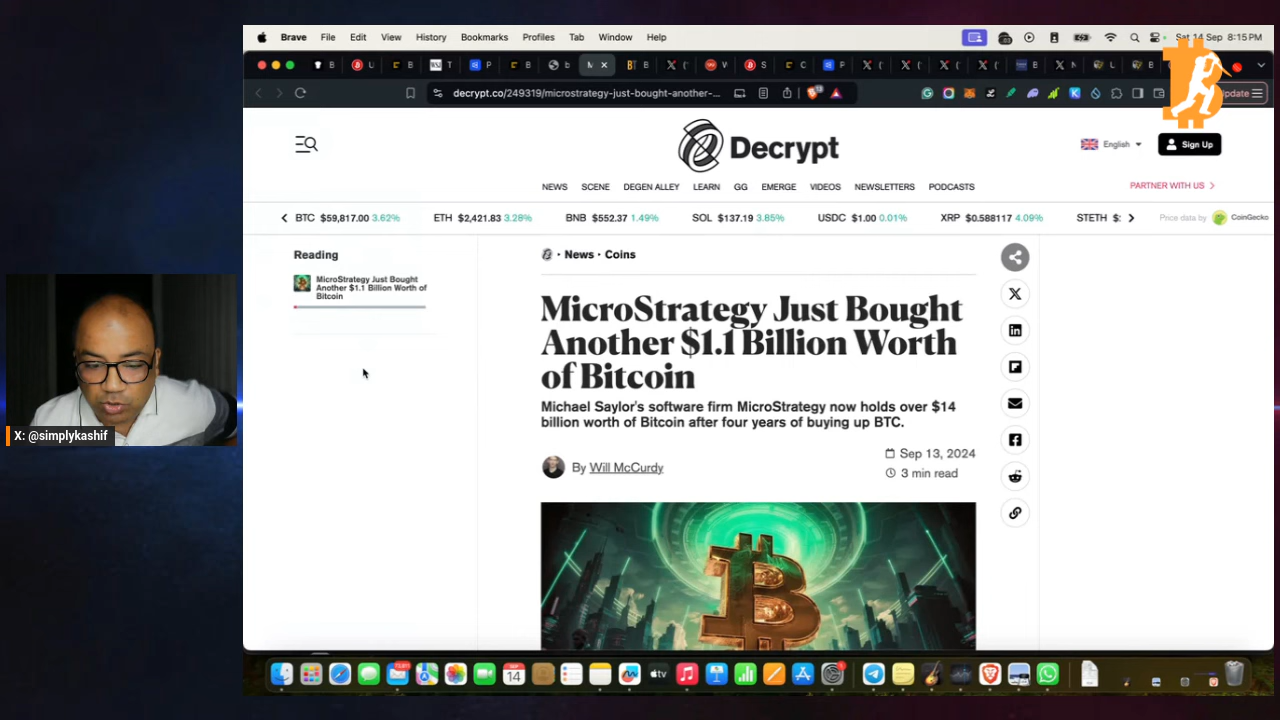 Brave File Edit View History Bookmarks Profiles Tab Window Help
Sat 14 Sep 8:15 PM
decrypt.co/249319/microstrategy-just-bought-another-...
Update
Decrypt
English
Sign Up
NEWS SCENE DEGEN ALLEY LEARN GG EMERGE VIDEOS NEWSLETTERS PODCASTS
PARTNER WITH US
BTC $59,817.00 3.62% ETH $2,421.83 3.28% BNB $552.37 1.49% SOL $137.19 3.85% USDC $1.00 0.01% XRP $0.588117 4.09% STETH $:
Price data by CoinGecko
Reading
MicroStrategy Just Bought
Another $1.1 Billion Worth of
Bitcoin
News · Coins
MicroStrategy Just Bought
Another $1.1 Billion Worth
of Bitcoin
Michael Saylor's software firm MicroStrategy now holds over $14
billion worth of Bitcoin after four years of buying up BTC.
By Will McCurdy
Sep 13, 2024
3 min read
X: @simplykashif
14
tv